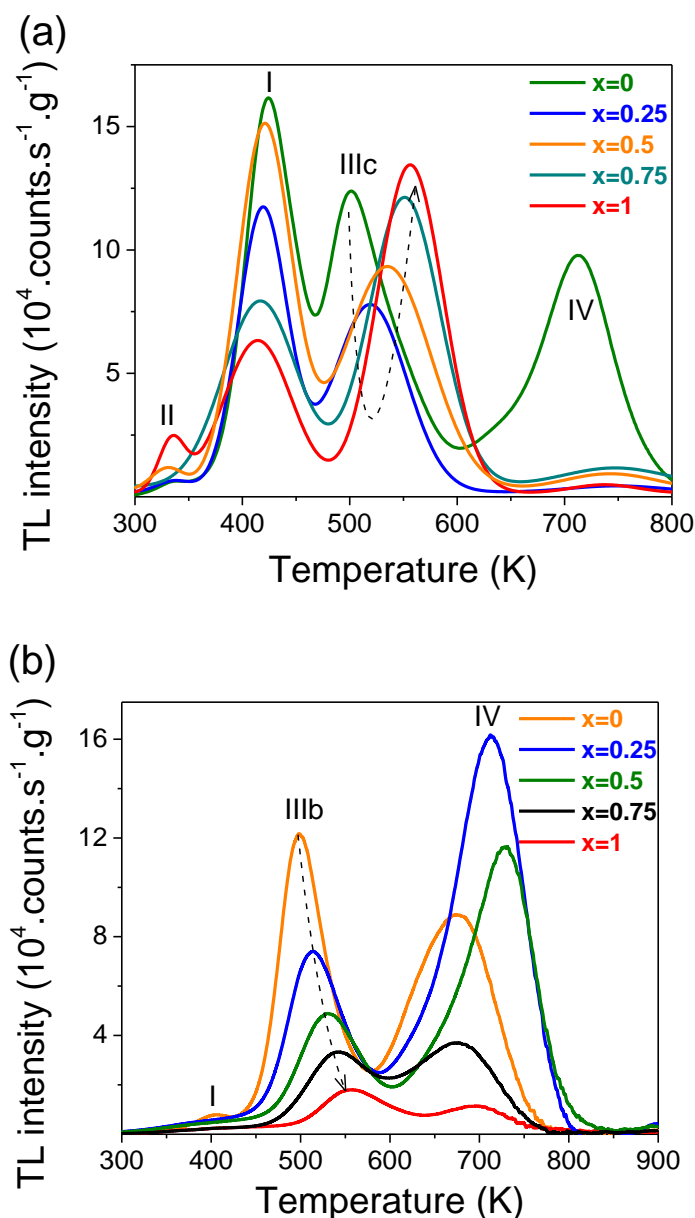 (a)
I
x=0
x=0.25
x=0.5
x=0.75
x=1
IIIc
IV
II
15
10
5
TL intensity (10⁴.counts.s⁻¹.g⁻¹)
300 400 500 600 700 800
Temperature (K)
(b)
IV
x=0
x=0.25
x=0.5
x=0.75
x=1
IIIb
I
16
12
8
4
TL intensity (10⁴.counts.s⁻¹.g⁻¹)
300 400 500 600 700 800 900
Temperature (K)